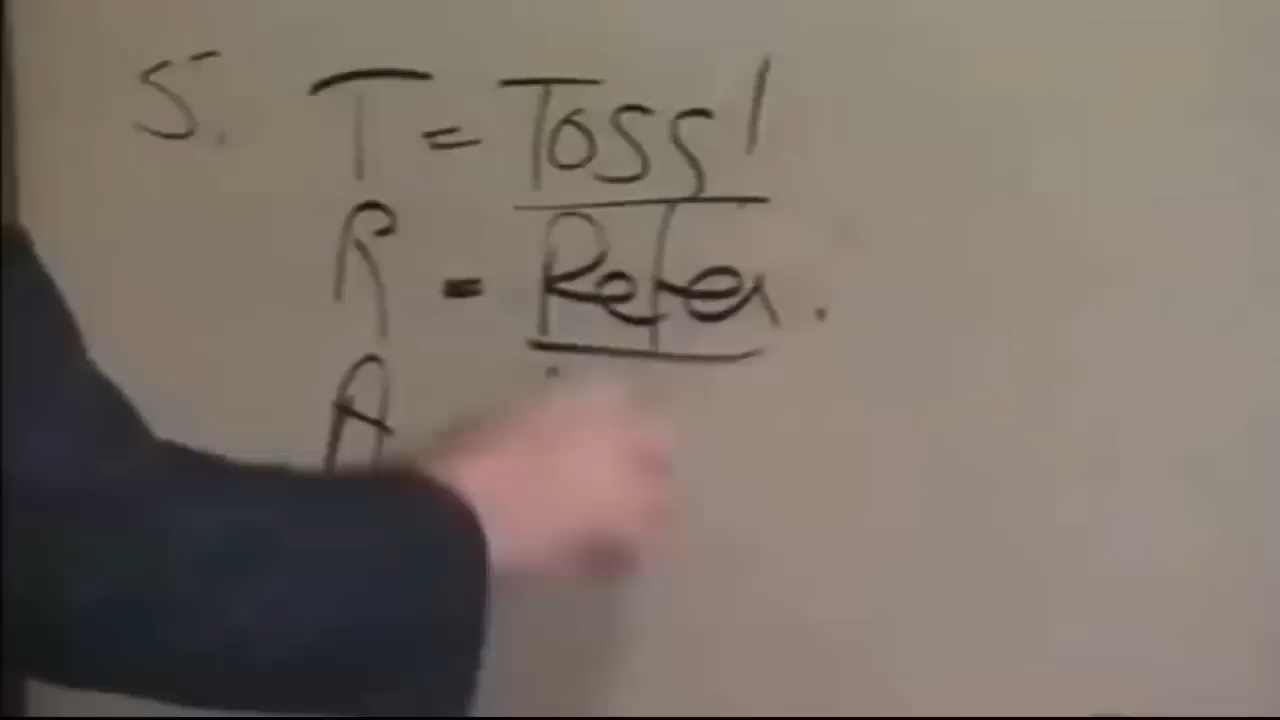 5. T = Toss!
R = Refer.
A